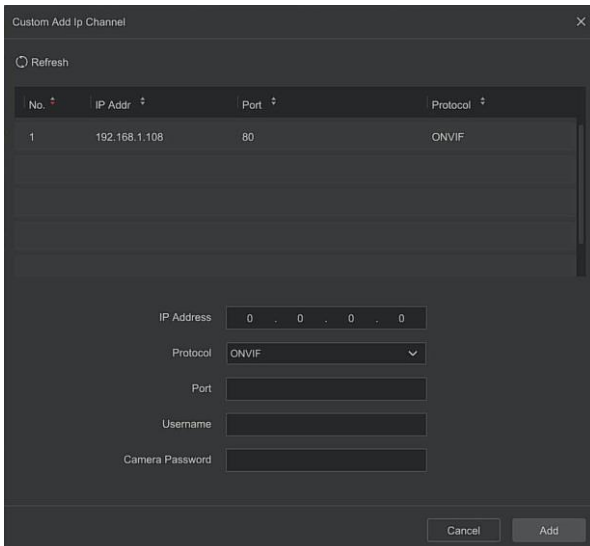 Custom Add Ip Channel
Refresh
No. IP Addr Port Protocol
1 192.168.1.108 80 ONVIF
IP Address 0 . 0 . 0 . 0
Protocol ONVIF
Port
Username
Camera Password
Cancel Add